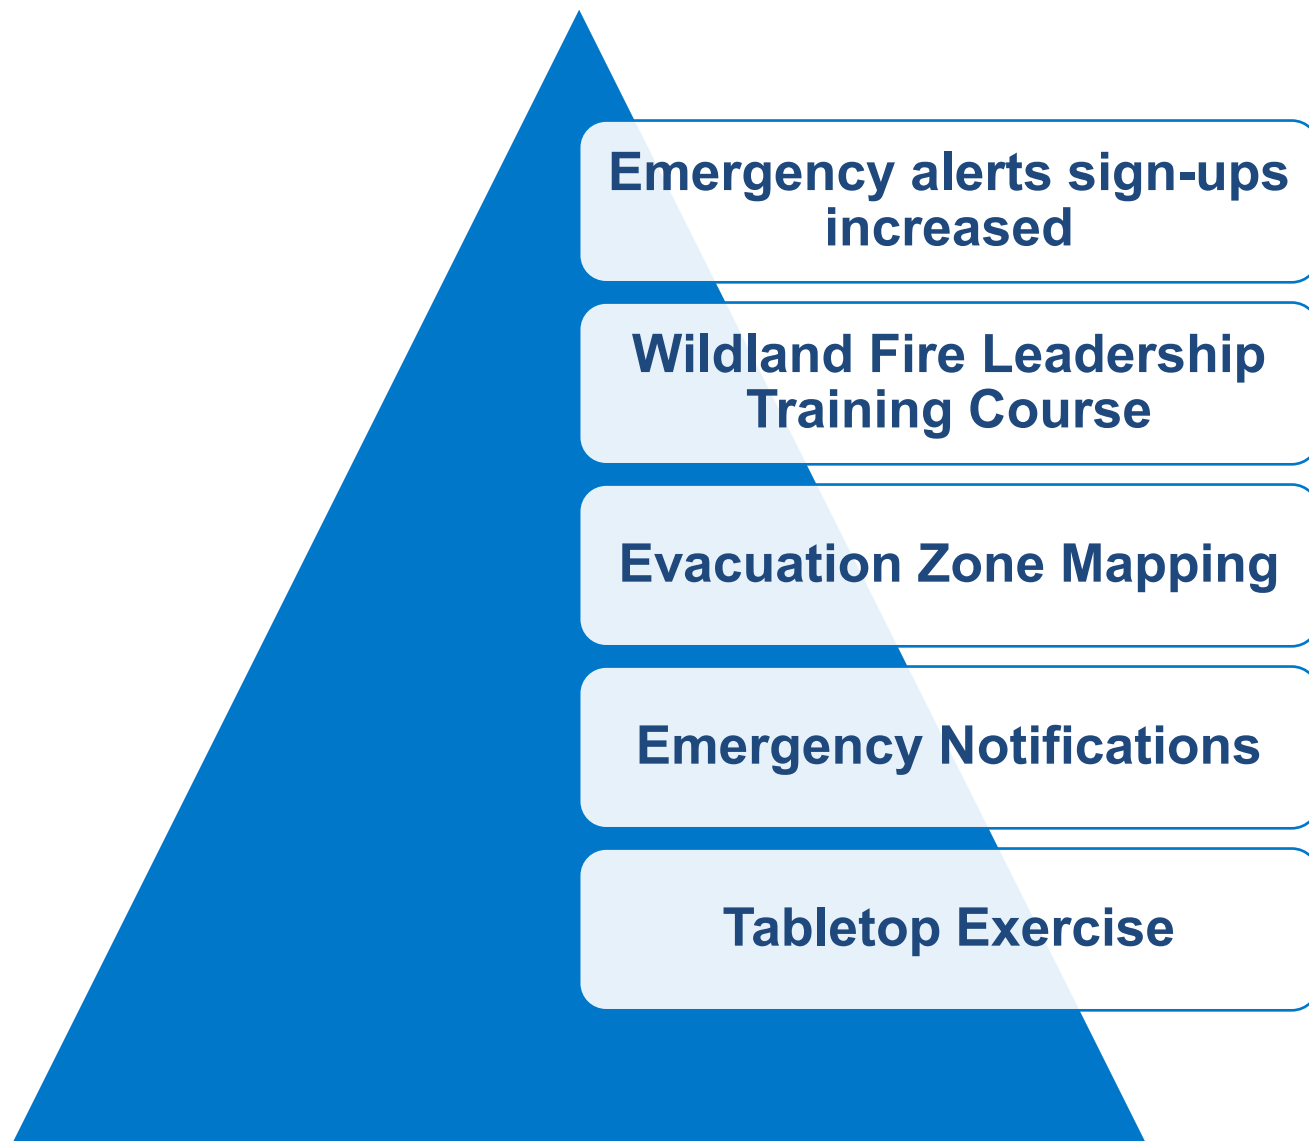 Emergency alerts sign-ups
increased
Wildland Fire Leadership
Training Course
Evacuation Zone Mapping
Emergency Notifications
Tabletop Exercise